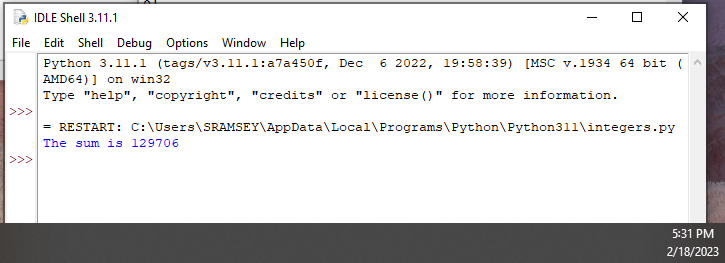 IDLE Shell 3.11.1
File Edit Shell Debug Options Window Help
Python 3.11.1 (tags/v3.11.1:a7a450f, Dec  6 2022, 19:58:39) [MSC v.1934 64 bit (
AMD64)] on win32
Type "help", "copyright", "credits" or "license()" for more information.
>>>
= RESTART: C:\Users\SRAMSEY\AppData\Local\Programs\Python\Python311\integers.py
The sum is 129706
>>>
5:31 PM
2/18/2023